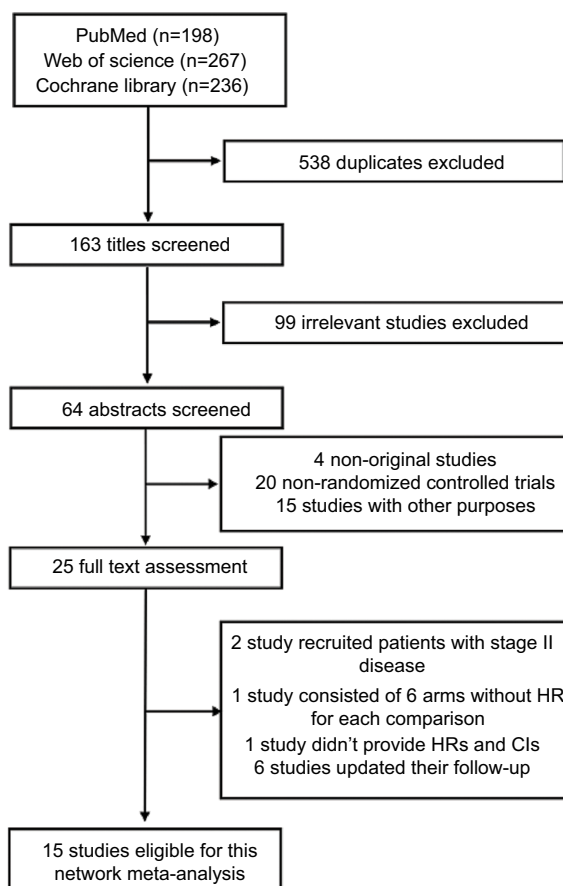 PubMed (n=198)
Web of science (n=267)
Cochrane library (n=236)
538 duplicates excluded
163 titles screened
99 irrelevant studies excluded
64 abstracts screened
4 non-original studies
20 non-randomized controlled trials
15 studies with other purposes
25 full text assessment
2 study recruited patients with stage II
disease
1 study consisted of 6 arms without HR
for each comparison
1 study didn’t provide HRs and CIs
6 studies updated their follow-up
15 studies eligible for this
network meta-analysis